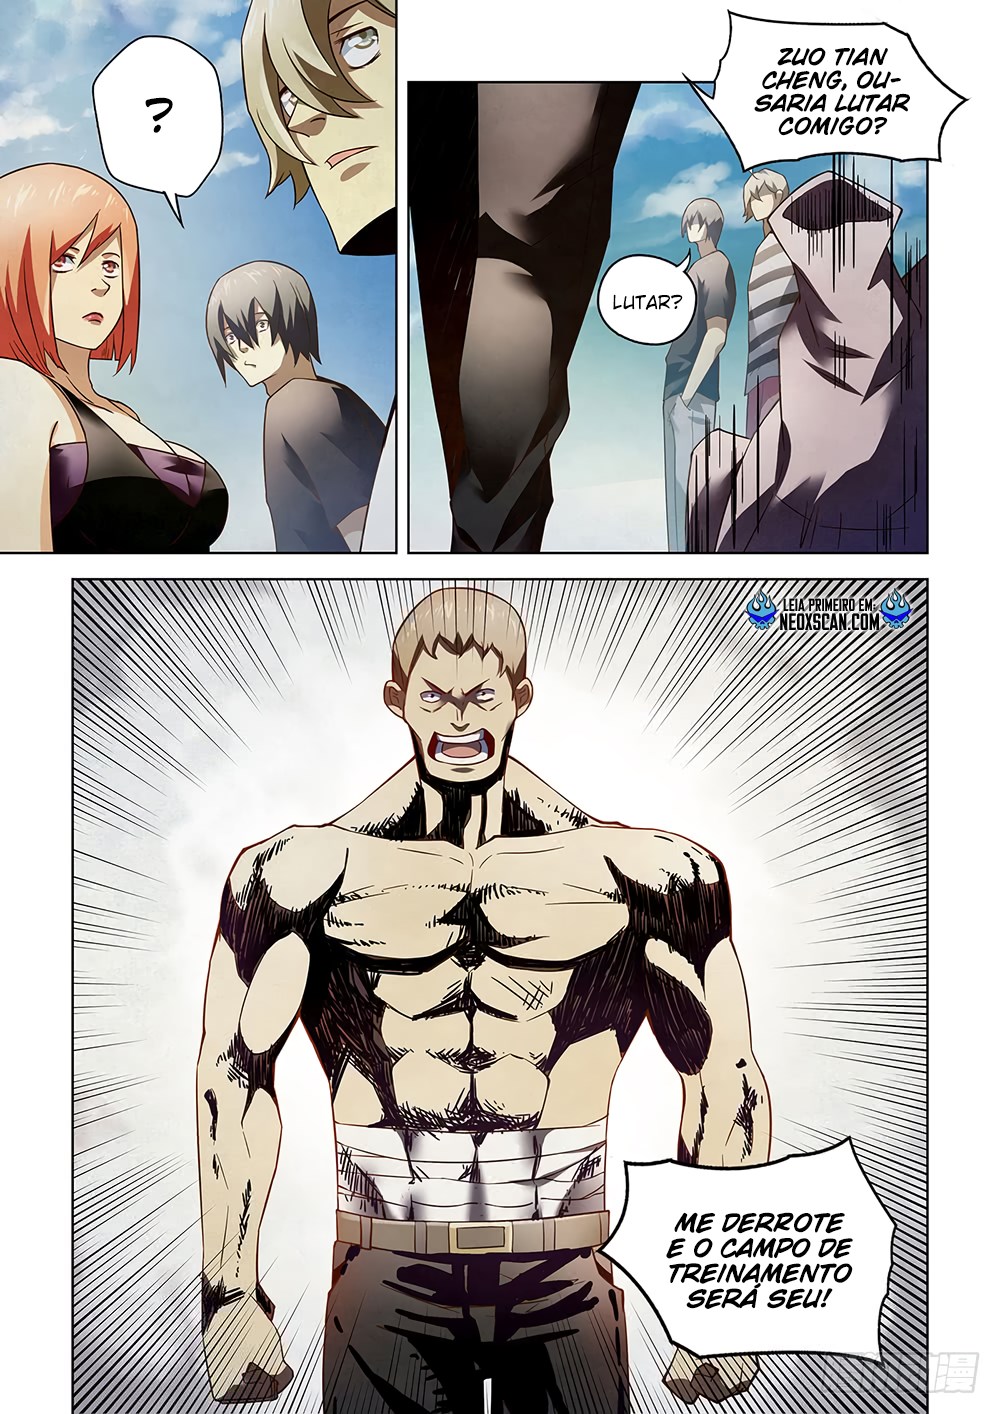 ?
ZUO TIAN
CHENG, OU-
SARIA LUTAR
COMIGO?
LUTAR?
LEIA PRIMEIRO EM:
NEOXSCAN.COM
ME DERROTE
E O CAMPO DE
TREINAMENTO
SERÁ SEU!